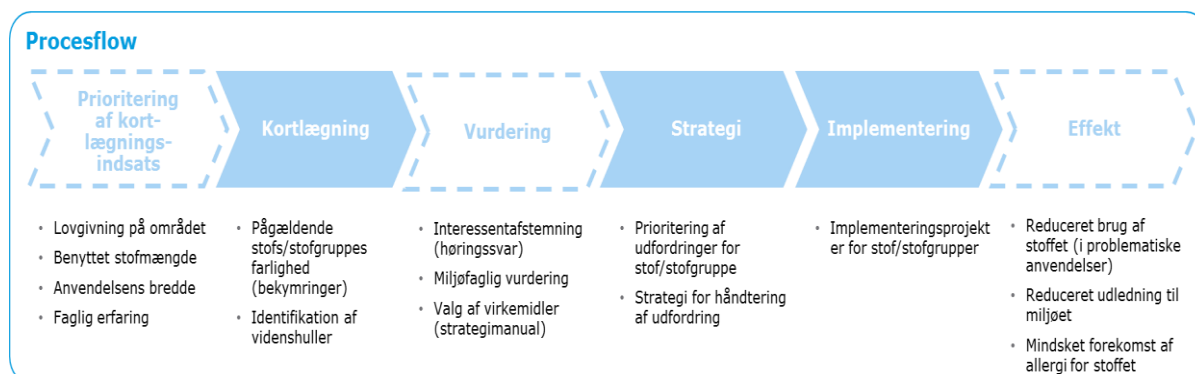 Procesflow
Prioritering
af kort-
lægnings-
indsats
Kortlægning
Vurdering
Strategi
Implementering
Effekt
• Lovgivning på området
• Benyttet stofmængde
• Anvendelsens bredde
• Faglig erfaring
• Pågældende
stofs/stofgruppes
farlighed
(bekymringer)
• Identifikation af
videnshuller
• Interessentafstemning
(høringssvar)
• Miljøfaglig vurdering
• Valg af virkemidler
(strategimanual)
• Prioritering af
udfordringer for
stof/stofgruppe
• Strategi for håndtering
af udfordring
• Implementeringsprojekt
er for stof/stofgrupper
• Reduceret brug af
stoffet (i problematiske
anvendelser)
• Reduceret udledning til
miljøet
• Mindsket forekomst af
allergi for stoffet